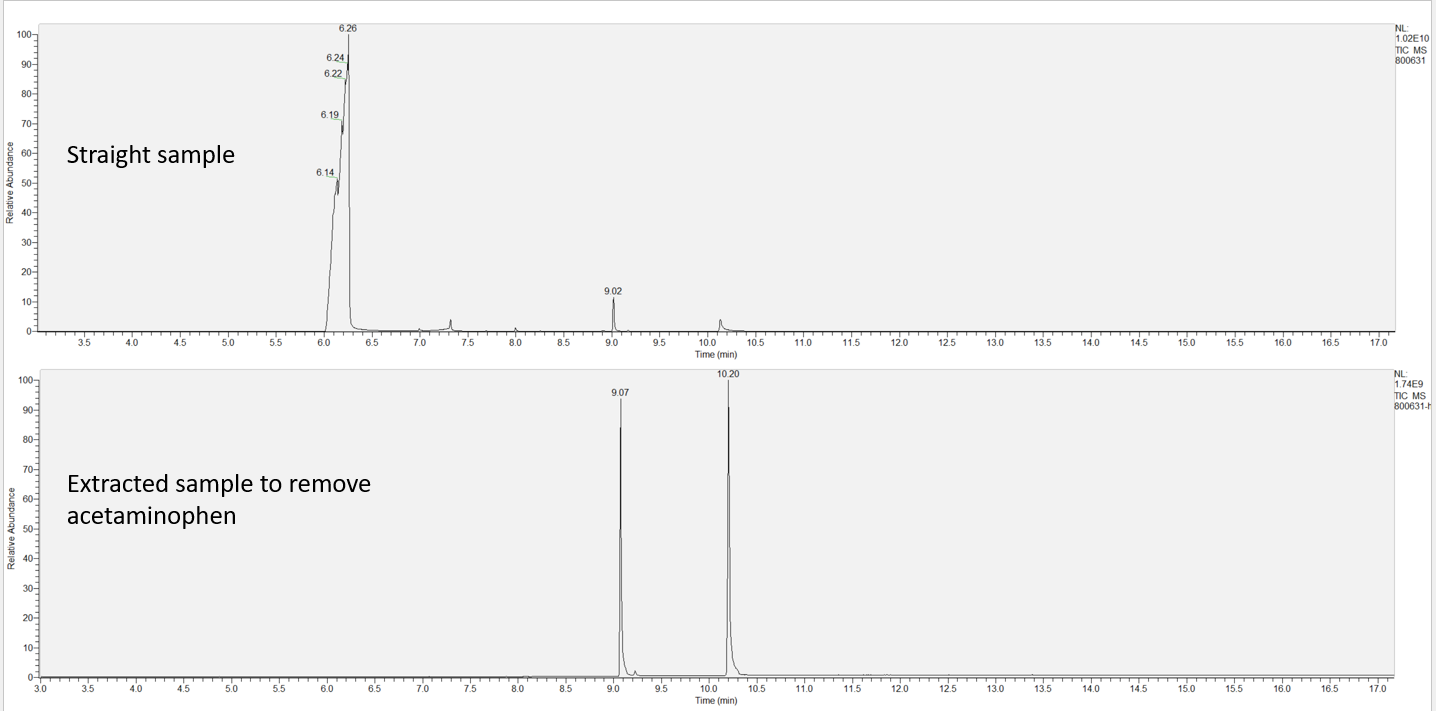 6.26
NL:
1.02E10
TIC MS
800631
100
90
80
70
60
50
40
30
20
10
0
6.24
6.22
6.19
6.14
9.02
Straight sample
Relative Abundance
3.5 4.0 4.5 5.0 5.5 6.0 6.5 7.0 7.5 8.0 8.5 9.0 9.5 10.0 10.5 11.0 11.5 12.0 12.5 13.0 13.5 14.0 14.5 15.0 15.5 16.0 16.5 17.0
Time (min)
10.20
9.07
NL:
1.74E9
TIC MS
800631-h
100
90
80
70
60
50
40
30
20
10
0
Extracted sample to remove
acetaminophen
Relative Abundance
3.0 3.5 4.0 4.5 5.0 5.5 6.0 6.5 7.0 7.5 8.0 8.5 9.0 9.5 10.0 10.5 11.0 11.5 12.0 12.5 13.0 13.5 14.0 14.5 15.0 15.5 16.0 16.5 17.0
Time (min)